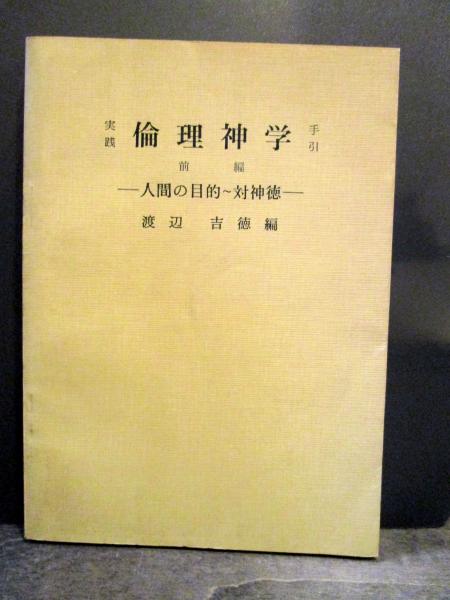 実践 倫理神学 手引
前編
―人間の目的~対神徳―
渡辺 吉徳編